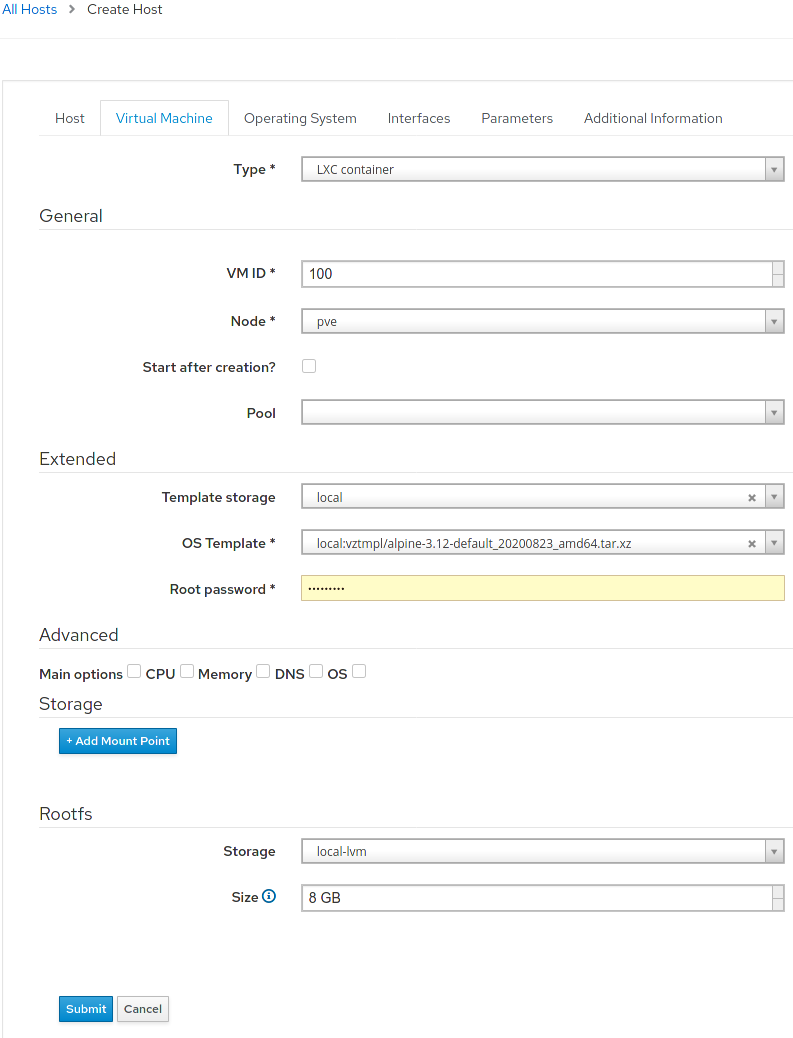 All Hosts > Create Host
Host Virtual Machine Operating System Interfaces Parameters Additional Information
Type * LXC container
General
VM ID * 100
Node * pve
Start after creation?
Pool
Extended
Template storage local
OS Template * local:vztmpl/alpine-3.12-default_20200823_amd64.tar.xz
Root password * •••••••••
Advanced
Main options CPU Memory DNS OS
Storage
+ Add Mount Point
Rootfs
Storage local-lvm
Size 8 GB
Submit Cancel